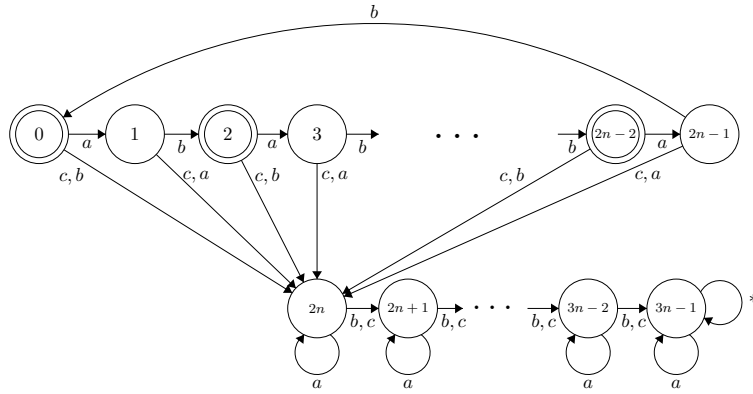 b
0 a 1 b 2 a 3 b · · · b 2n − 2 a 2n − 1
c, b c, a c, b c, a c, b c, a
2n b, c 2n + 1 b, c · · · b, c 3n − 2 b, c 3n − 1 *
a a a a